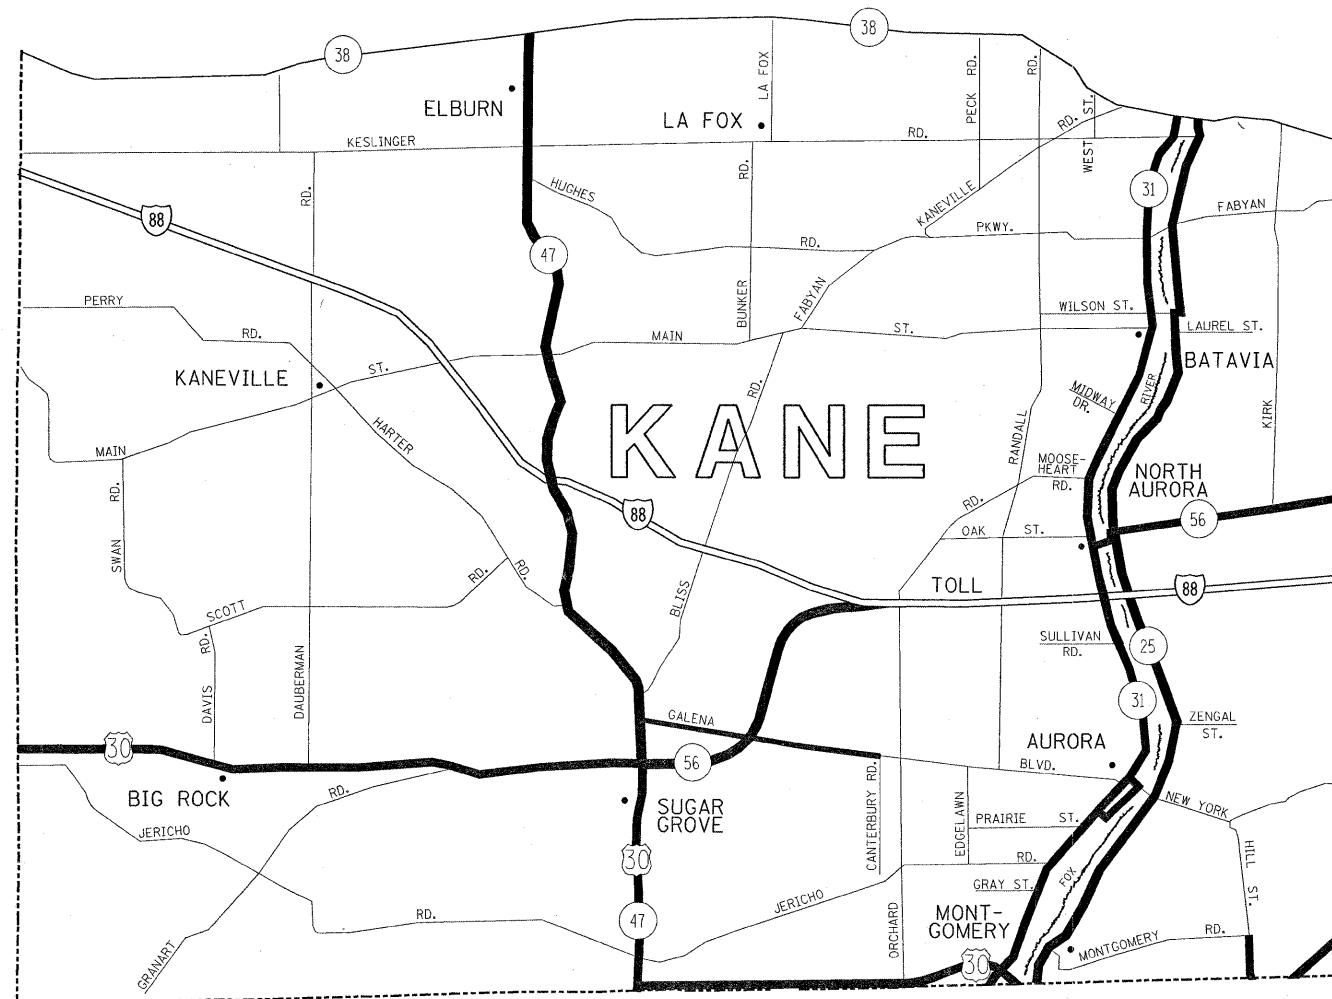 38
38
LA FOX
PECK RD.
RD.
ELBURN
LA FOX
RD. ST.
WEST
KESLINGER
RD.
RD.
RD.
HUGHES
31
KANEVILLE
FABYAN
88
PKWY.
RD.
47
PERRY
BUNKER
FABYAN
WILSON ST.
RD.
MAIN
ST.
LAUREL ST.
BATAVIA
KANEVILLE
ST.
RD.
MIDWAY
DR.
RIVER
KANE
HARTER
RANDALL
KIRK
MAIN
MOOSE-
HEART
RD.
NORTH
AURORA
RD.
RD.
88
56
OAK ST.
SWAN
RD.
RD.
TOLL
88
SCOTT
BLISS
RD.
SULLIVAN
RD.
25
DAVIS
DAUBERMAN
31
GALENA
ZENGAL
ST.
30
56
AURORA
BLVD.
BIG ROCK
RD.
SUGAR
GROVE
CANTERBURY RD.
EDGELAWN
NEW YORK
JERICHO
PRAIRIE ST.
30
RD.
HILL ST.
GRAY ST.
FOX
JERICHO
RD.
47
ORCHARD
MONT-
GOMERY
RD.
MONTGOMERY
GRANART
30